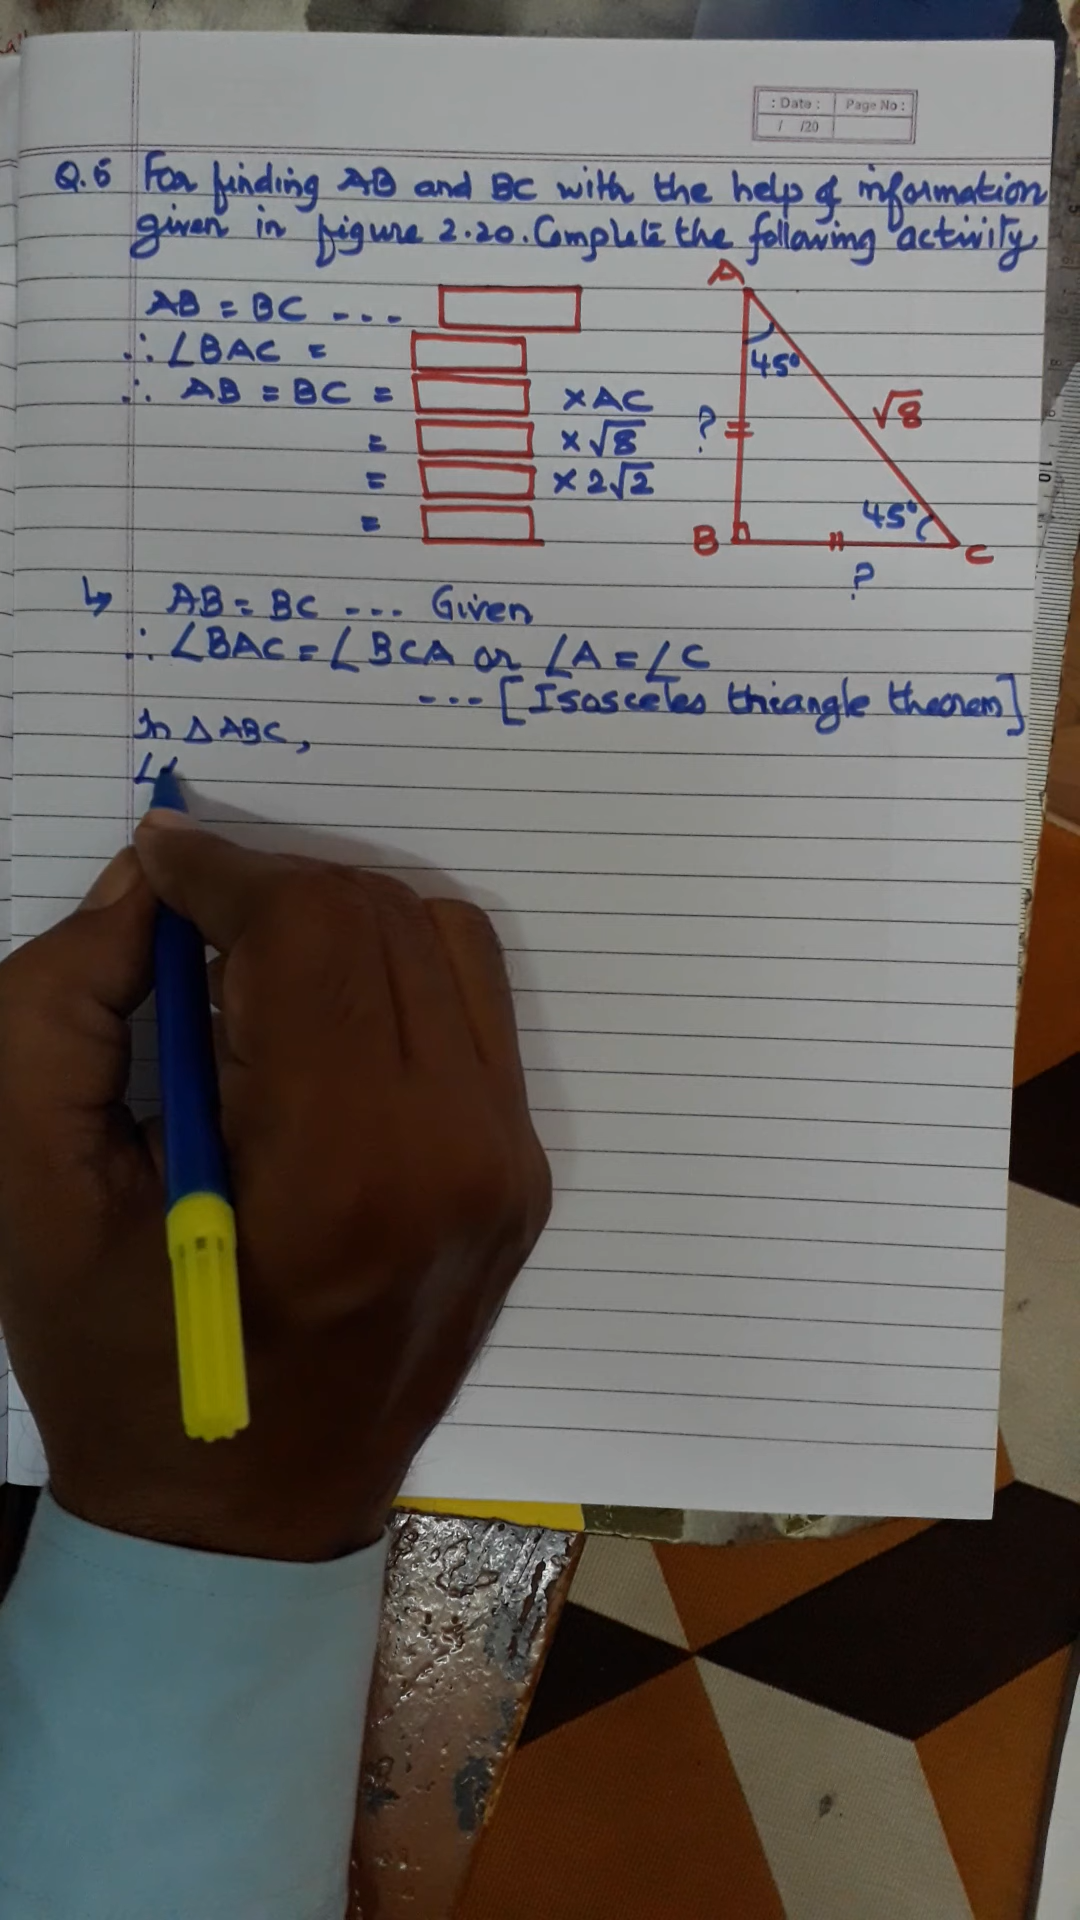 : Date : Page No :
/ /20
Q.6 For finding AB and BC with the help of information
given in figure 2.20. Complete the following activity.
AB = BC ---
∴ ∠BAC =
∴ AB = BC = × AC
= × √8
= × 2√2
=
A
45°
√8
?
45°
B
C
?
↳ AB = BC --- Given
∴ ∠BAC = ∠BCA or ∠A = ∠C
--- [Isosceles triangle theorem]
In △ABC,
∠